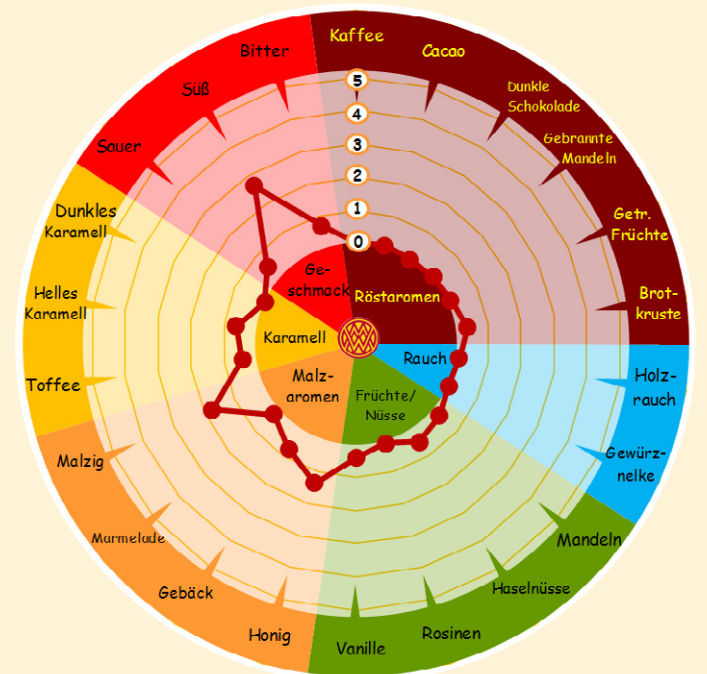 Kaffee
Cacao
Dunkle
Schokolade
Gebrannte
Mandeln
Getr.
Früchte
Brot-
kruste
Holz-
rauch
Gewürz-
nelke
Mandeln
Haselnüsse
Rosinen
Vanille
Honig
Gebäck
Marmelade
Malzig
Toffee
Helles
Karamell
Dunkles
Karamell
Sauer
Süß
Bitter
5
4
3
2
1
0
Ge-
schmack
Röstaromen
Karamell
Rauch
Malz-
aromen
Früchte/
Nüsse